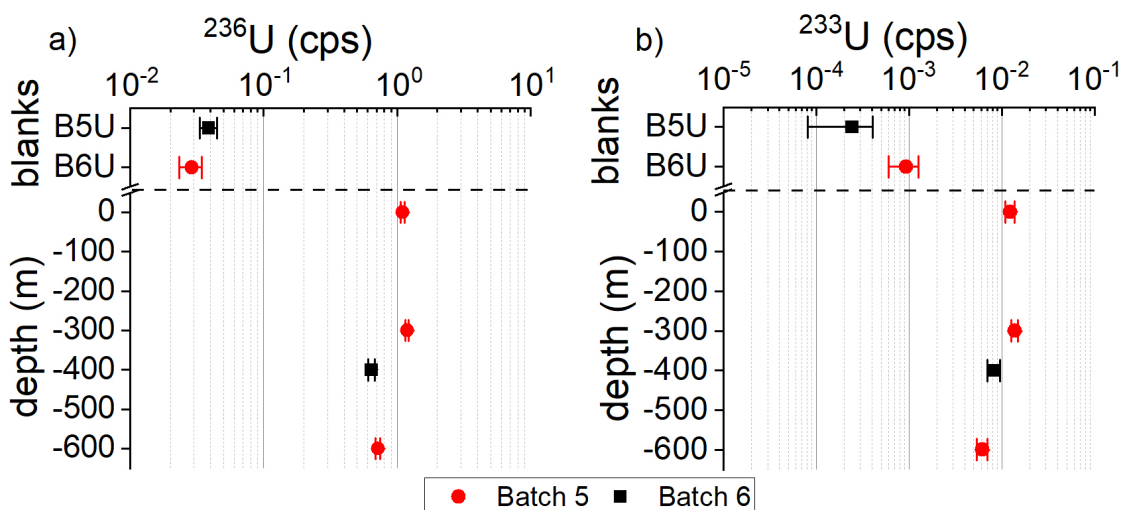 a) ²³⁶U (cps)
10⁻² 10⁻¹ 10⁰ 10¹
blanks
B5U
B6U
depth (m)
0
-100
-200
-300
-400
-500
-600
b) ²³³U (cps)
10⁻⁵ 10⁻⁴ 10⁻³ 10⁻² 10⁻¹
blanks
B5U
B6U
depth (m)
0
-100
-200
-300
-400
-500
-600
Batch 5 Batch 6